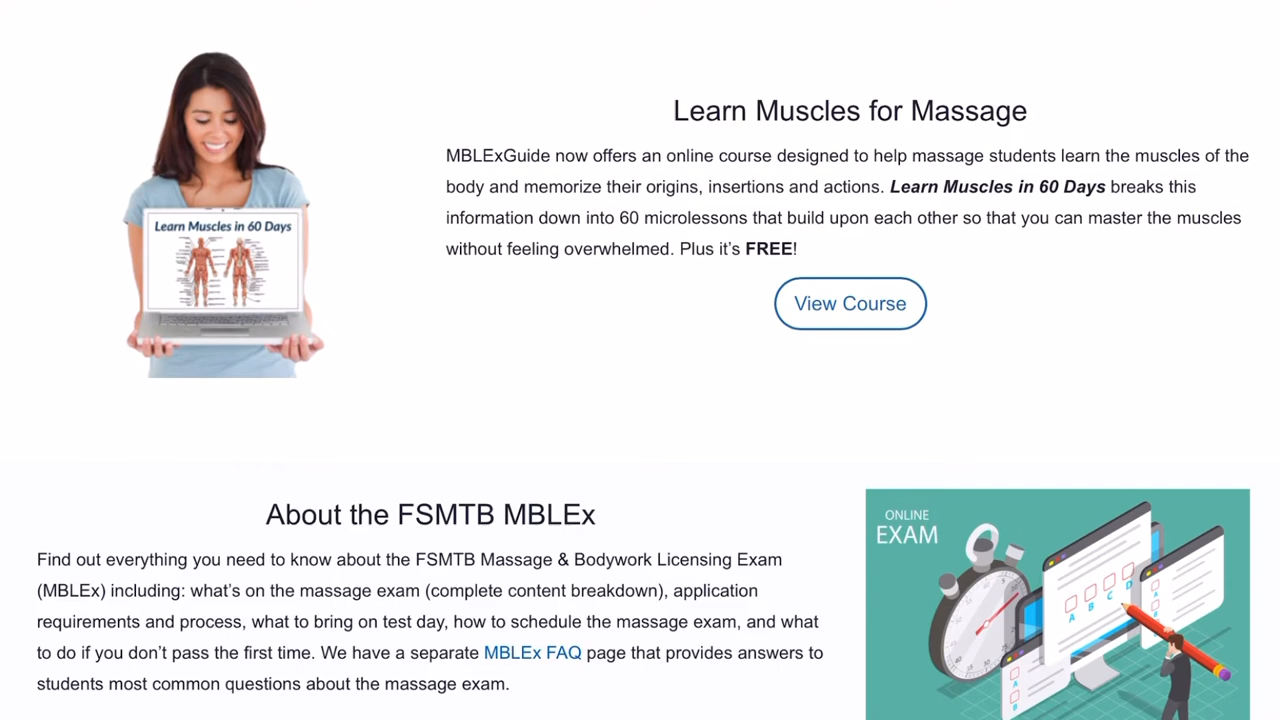 Learn Muscles for Massage
MBLExGuide now offers an online course designed to help massage students learn the muscles of the
body and memorize their origins, insertions and actions. Learn Muscles in 60 Days breaks this
information down into 60 microlessons that build upon each other so that you can master the muscles
without feeling overwhelmed. Plus it’s FREE!
View Course
Learn Muscles in 60 Days
About the FSMTB MBLEx
Find out everything you need to know about the FSMTB Massage & Bodywork Licensing Exam
(MBLEx) including: what’s on the massage exam (complete content breakdown), application
requirements and process, what to bring on test day, how to schedule the massage exam, and what
to do if you don’t pass the first time. We have a separate MBLEx FAQ page that provides answers to
students most common questions about the massage exam.
ONLINE
EXAM
A B C D
A
B